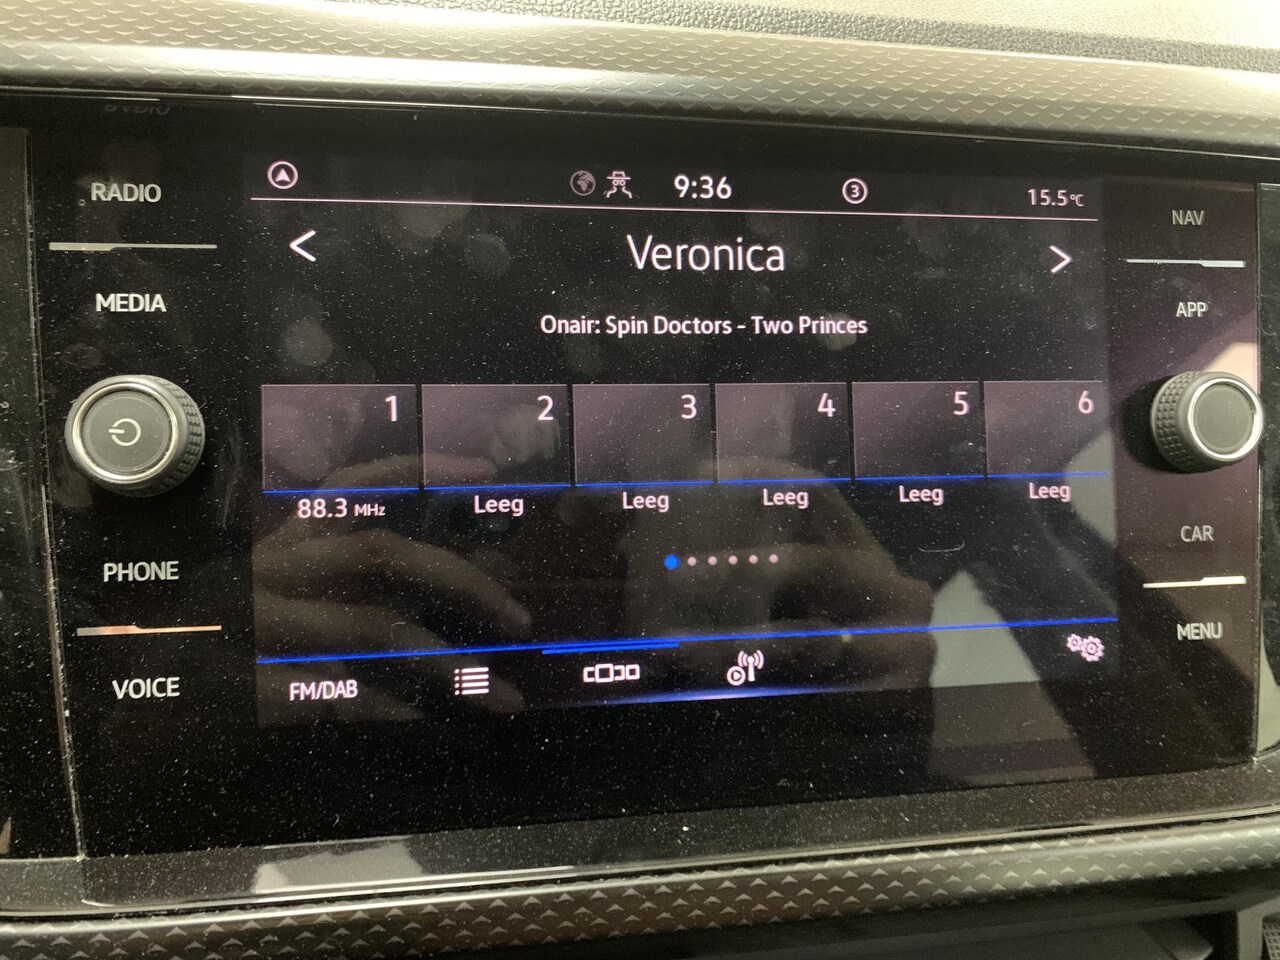 RADIO
MEDIA
PHONE
VOICE
9:36
3
15.5°C
Veronica
Onair: Spin Doctors - Two Princes
1
2
3
4
5
6
88.3 MHz
Leeg
Leeg
Leeg
Leeg
Leeg
FM/DAB
NAV
APP
CAR
MENU